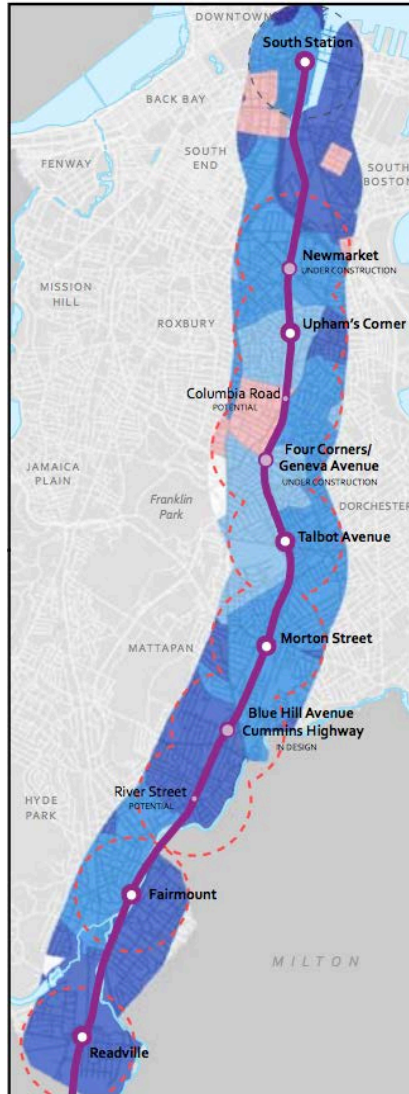 DOWNTOWN
South Station
BACK BAY
SOUTH
END
FENWAY
SOUTH
BOSTON
Newmarket
UNDER CONSTRUCTION
MISSION
HILL
ROXBURY
Upham's Corner
Columbia Road
POTENTIAL
Four Corners/
Geneva Avenue
UNDER CONSTRUCTION
JAMAICA
PLAIN
Franklin
Park
DORCHESTER
Talbot Avenue
Morton Street
MATTAPAN
Blue Hill Avenue
Cummins Highway
IN DESIGN
River Street
POTENTIAL
HYDE
PARK
Fairmount
MILTON
Readville